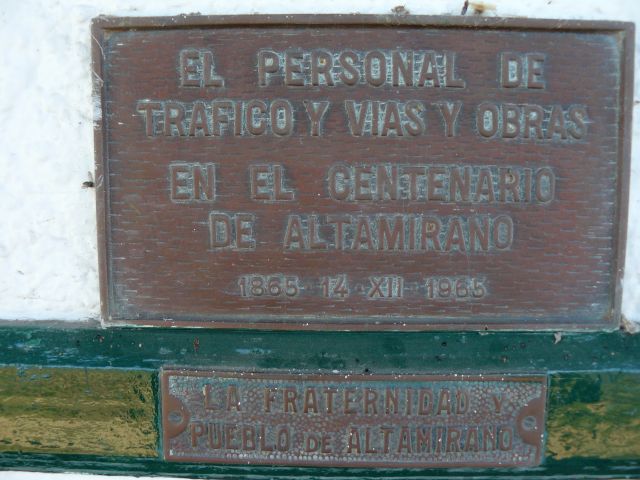 EL PERSONAL DE
TRAFICO Y VIAS Y OBRAS
EN EL CENTENARIO
DE ALTAMIRANO
1865-14-XII-1965
LA FRATERNIDAD Y
PUEBLO DE ALTAMIRANO